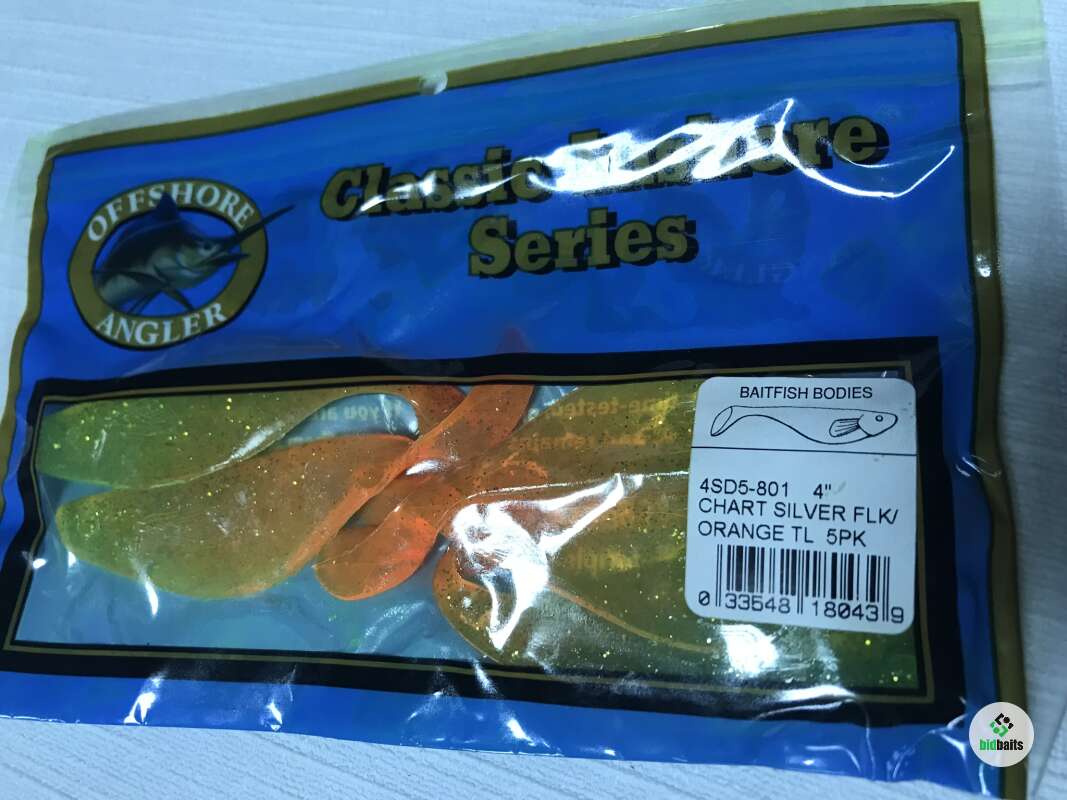 OFFSHORE
ANGLER
Classic Inshore
Series
BAITFISH BODIES
4SD5-801 4"
CHART SILVER FLK/
ORANGE TL 5PK
0 33548 18043 9
bidbaits